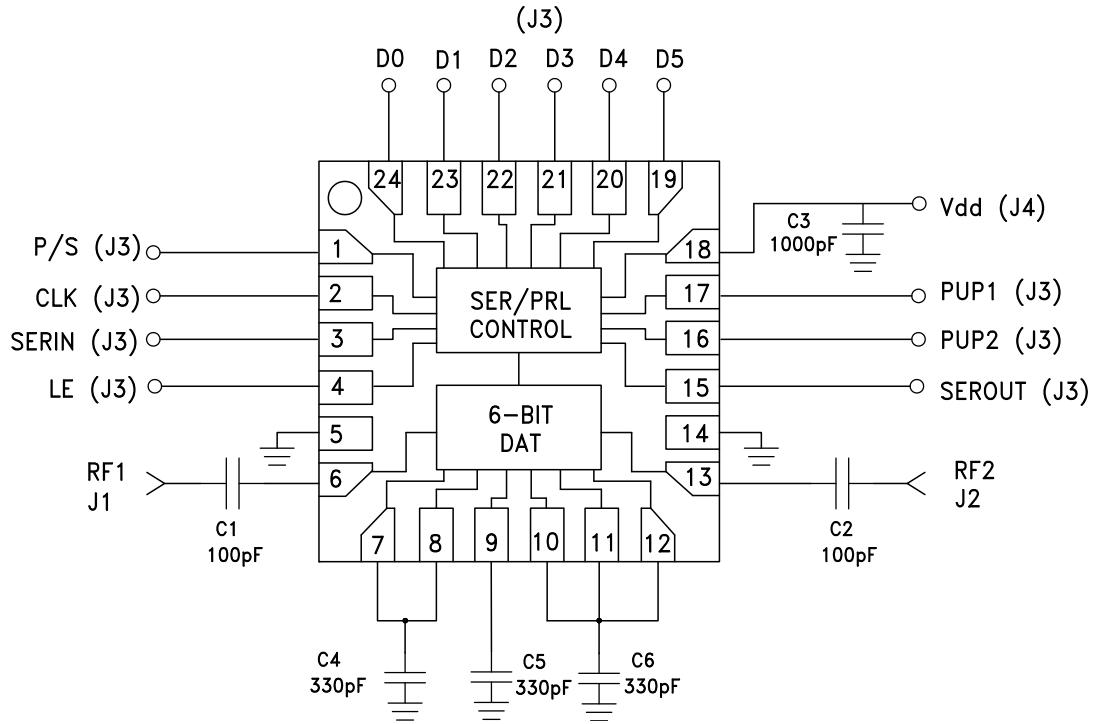 (J3)
D0 D1 D2 D3 D4 D5
24 23 22 21 20 19
P/S (J3)
CLK (J3)
SERIN (J3)
LE (J3)
1
2
3
4
5
6
SER/PRL
CONTROL
6-BIT
DAT
18
17
16
15
14
13
C3
1000pF
Vdd (J4)
PUP1 (J3)
PUP2 (J3)
SEROUT (J3)
RF1
J1
C1
100pF
RF2
J2
C2
100pF
7 8 9 10 11 12
C4
330pF
C5
330pF
C6
330pF